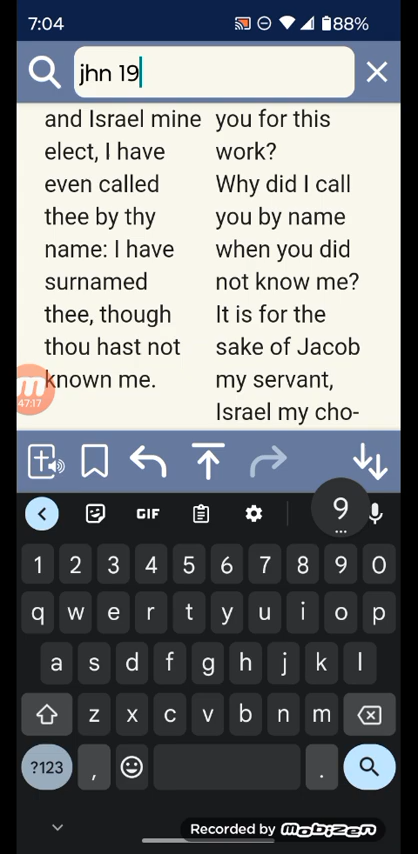 7:04
88%
jhn 19
and Israel mine
elect, I have
even called
thee by thy
name: I have
surnamed
thee, though
thou hast not
known me.
you for this
work?
Why did I call
you by name
when you did
not know me?
It is for the
sake of Jacob
my servant,
Israel my cho-
m
47:17
GIF
9
...
1 2 3 4 5 6 7 8 9 0
q w e r t y u i o p
a s d f g h j k l
z x c v b n m
?123 , .
Recorded by mobizen